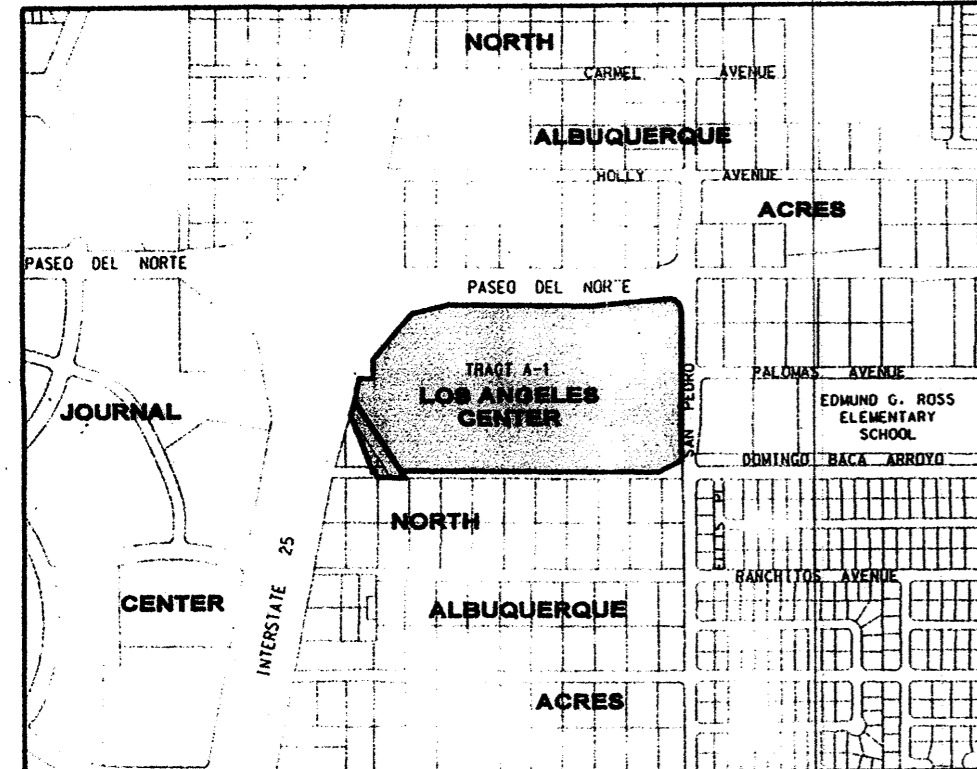 NORTH
CARMEL AVENUE
ALBUQUERQUE
HOLLY AVENUE
ACRES
PASEO DEL NORTE
PASEO DEL NORTE
TRACT A-1
LOS ANGELES
CENTER
SAN PEDRO
PALOMAS AVENUE
EDMUND G. ROSS
ELEMENTARY
SCHOOL
JOURNAL
DOMINGO BACA ARROYO
NORTH
ELLIS PL
INTERSTATE 25
RANCHITOS AVENUE
CENTER
ALBUQUERQUE
ACRES